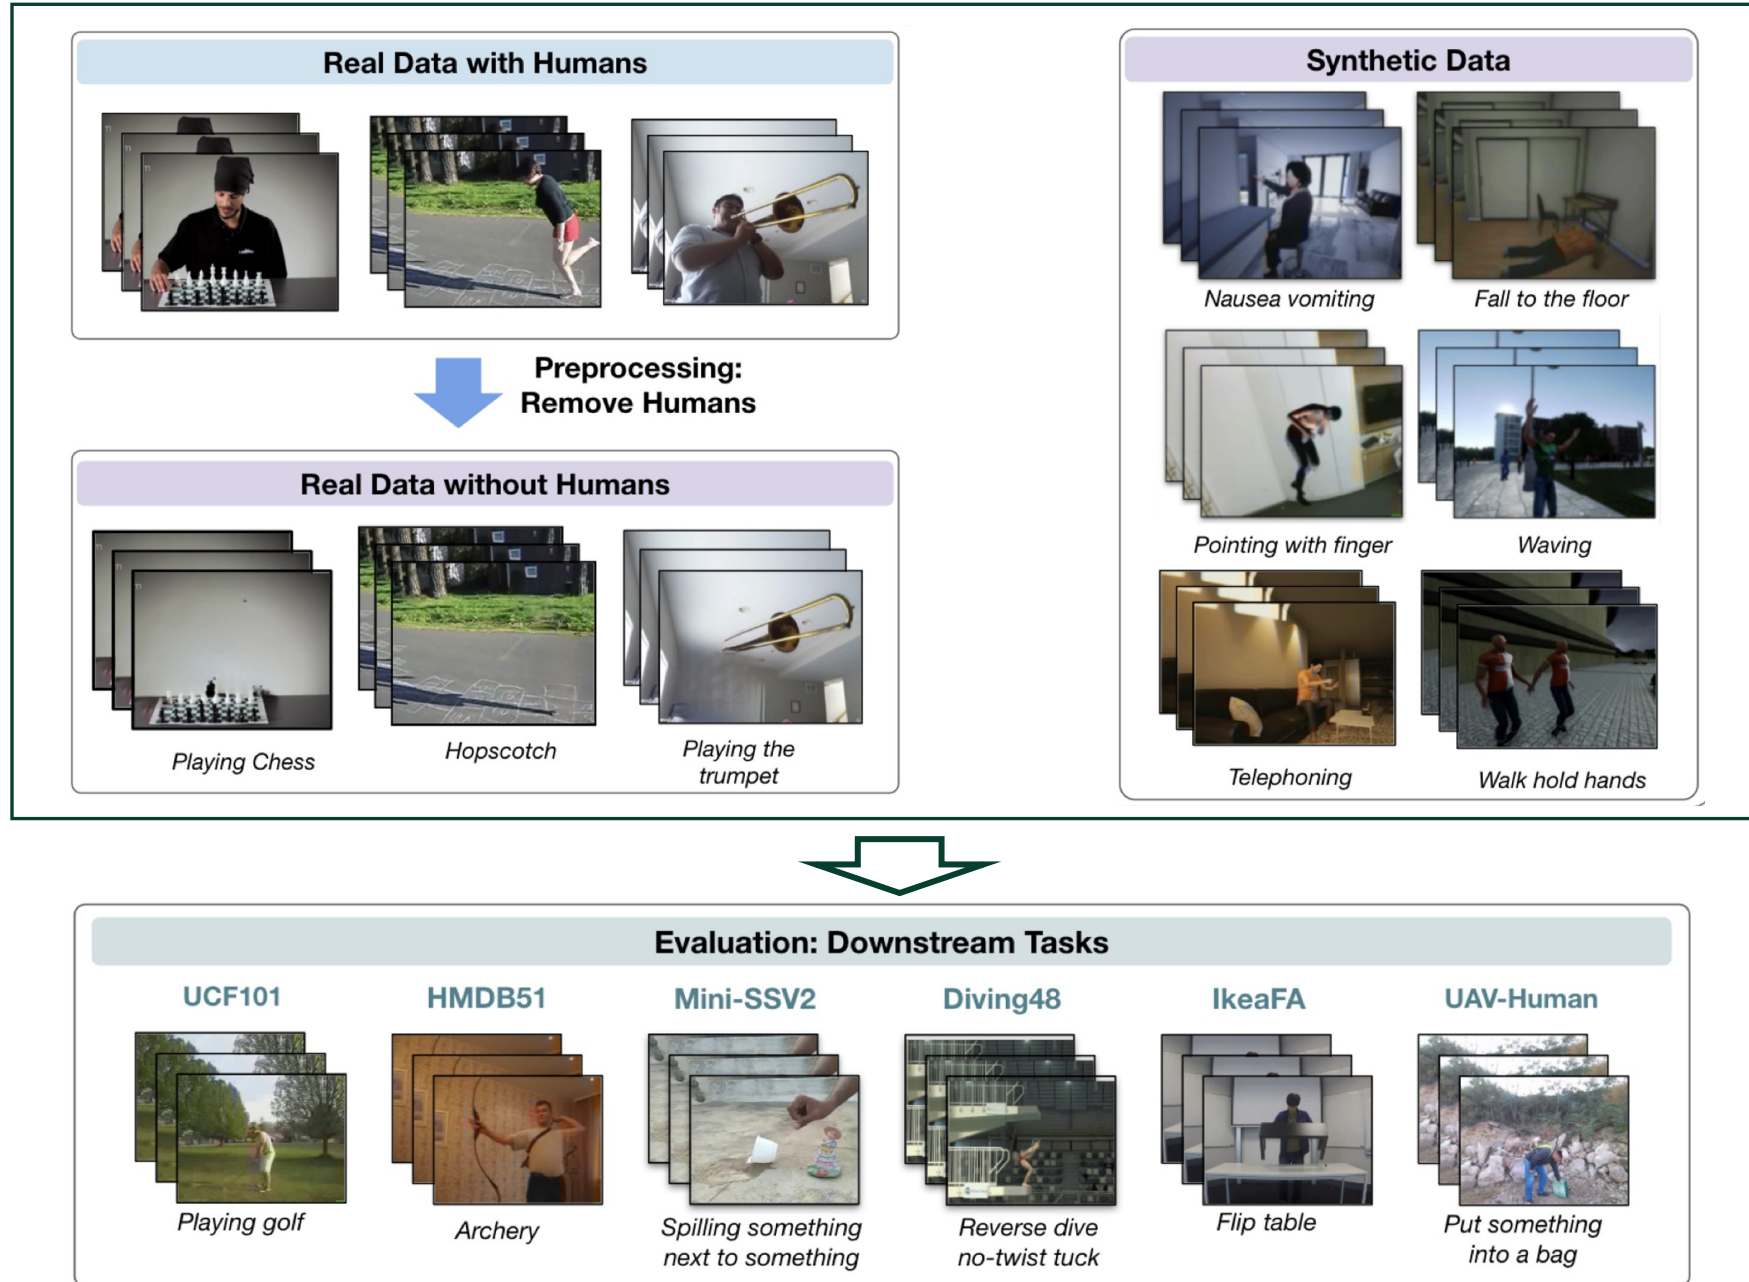 Real Data with Humans
Preprocessing:
Remove Humans
Real Data without Humans
Playing Chess
Hopscotch
Playing the
trumpet
Synthetic Data
Nausea vomiting
Fall to the floor
Pointing with finger
Waving
Telephoning
Walk hold hands
Evaluation: Downstream Tasks
UCF101
HMDB51
Mini-SSV2
Diving48
IkeaFA
UAV-Human
Playing golf
Archery
Spilling something
next to something
Reverse dive
no-twist tuck
Flip table
Put something
into a bag